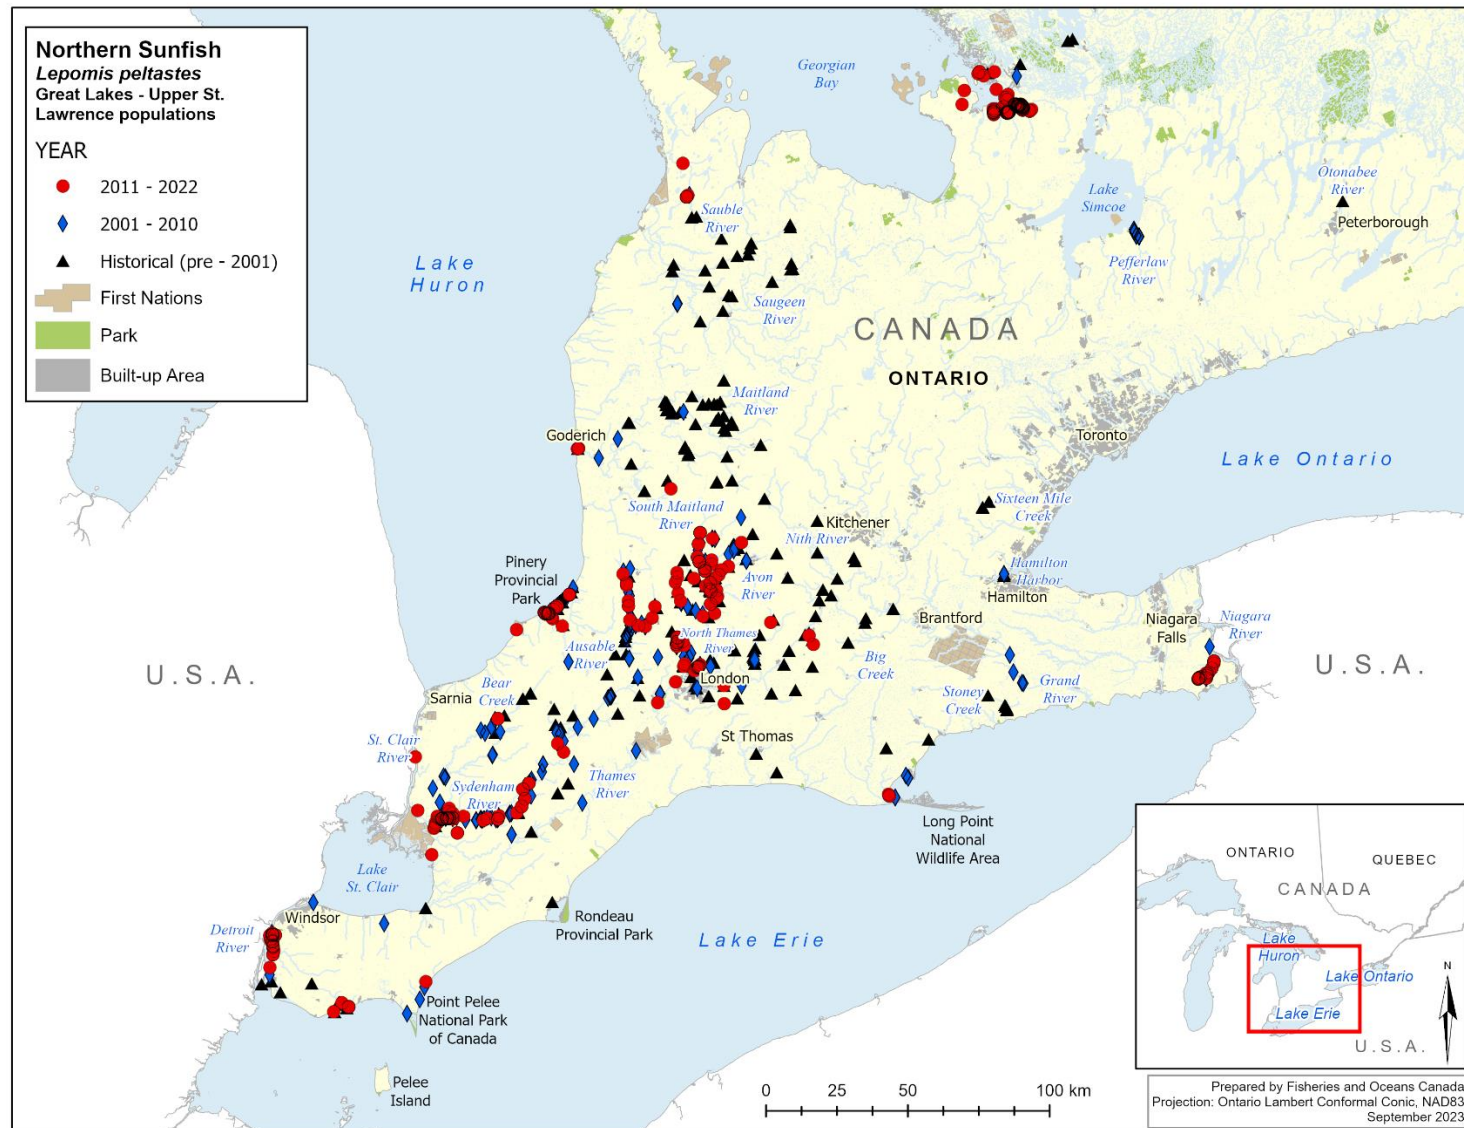 Northern Sunfish
Lepomis peltastes
Great Lakes - Upper St.
Lawrence populations
YEAR
2011 - 2022
2001 - 2010
Historical (pre - 2001)
First Nations
Park
Built-up Area
Georgian
Bay
Lake
Simcoe
Otonabee
River
Peterborough
Pefferlaw
River
Sauble
River
Lake
Huron
Saugeen
River
CANADA
ONTARIO
Maitland
River
Goderich
Toronto
Lake Ontario
South Maitland
River
Sixteen Mile
Creek
Kitchener
Nith River
Pinery
Provincial
Park
Avon
River
Hamilton
Harbor
Hamilton
Brantford
Niagara
Falls
Niagara
River
North Thames
River
Ausable
River
Big
Creek
U.S.A.
U.S.A.
London
Bear
Creek
Sarnia
Stoney
Creek
Grand
River
St. Clair
River
St Thomas
Thames
River
Sydenham
River
Long Point
National
Wildlife Area
Lake
St. Clair
Windsor
Detroit
River
Rondeau
Provincial Park
Lake Erie
Point Pelee
National Park
of Canada
Pelee
Island
0 25 50 100 km
ONTARIO
QUEBEC
CANADA
Lake
Huron
Lake Ontario
Lake Erie
U.S.A.
N
Prepared by Fisheries and Oceans Canada
Projection: Ontario Lambert Conformal Conic, NAD83
September 2023